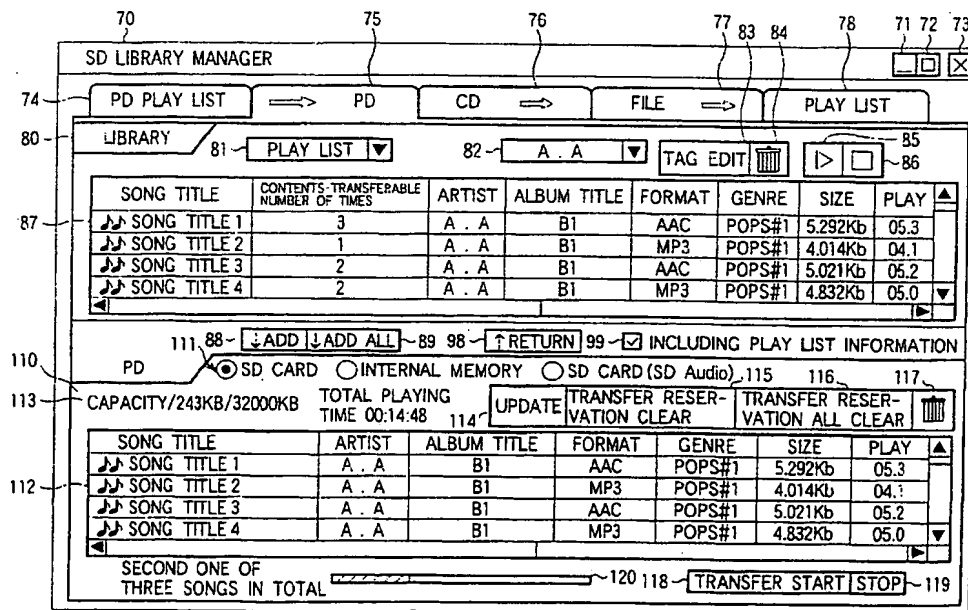 70 75 76 77 83 84 78 71 72 73
SD LIBRARY MANAGER
74 PD PLAY LIST ⇒ PD CD ⇒ FILE ⇒ PLAY LIST
80 LIBRARY 81 PLAY LIST ▼ 82 A . A ▼ TAG EDIT 85 86
SONG TITLE CONTENTS-TRANSFERABLE NUMBER OF TIMES ARTIST ALBUM TITLE FORMAT GENRE SIZE PLAY
87 SONG TITLE 1 3 A . A B1 AAC POPS#1 5.292Kb 05.3
SONG TITLE 2 1 A . A B1 MP3 POPS#1 4.014Kb 04.1
SONG TITLE 3 2 A . A B1 AAC POPS#1 5.021Kb 05.2
SONG TITLE 4 2 A . A B1 MP3 POPS#1 4.832Kb 05.0
88 ↓ADD ↓ADD ALL 89 98 ↑RETURN 99 INCLUDING PLAY LIST INFORMATION
110 PD 111 SD CARD INTERNAL MEMORY SD CARD (SD Audio) 115 116 117
113 CAPACITY/243KB/32000KB TOTAL PLAYING TIME 00:14:48 114 UPDATE TRANSFER RESER-VATION CLEAR TRANSFER RESER-VATION ALL CLEAR
SONG TITLE ARTIST ALBUM TITLE FORMAT GENRE SIZE PLAY
SONG TITLE 1 A . A B1 AAC POPS#1 5.292Kb 05.3
112 SONG TITLE 2 A . A B1 MP3 POPS#1 4.014Kb 04.1
SONG TITLE 3 A . A B1 AAC POPS#1 5.021Kb 05.2
SONG TITLE 4 A . A B1 MP3 POPS#1 4.832Kb 05.0
SECOND ONE OF
THREE SONGS IN TOTAL 120 118 TRANSFER START STOP 119